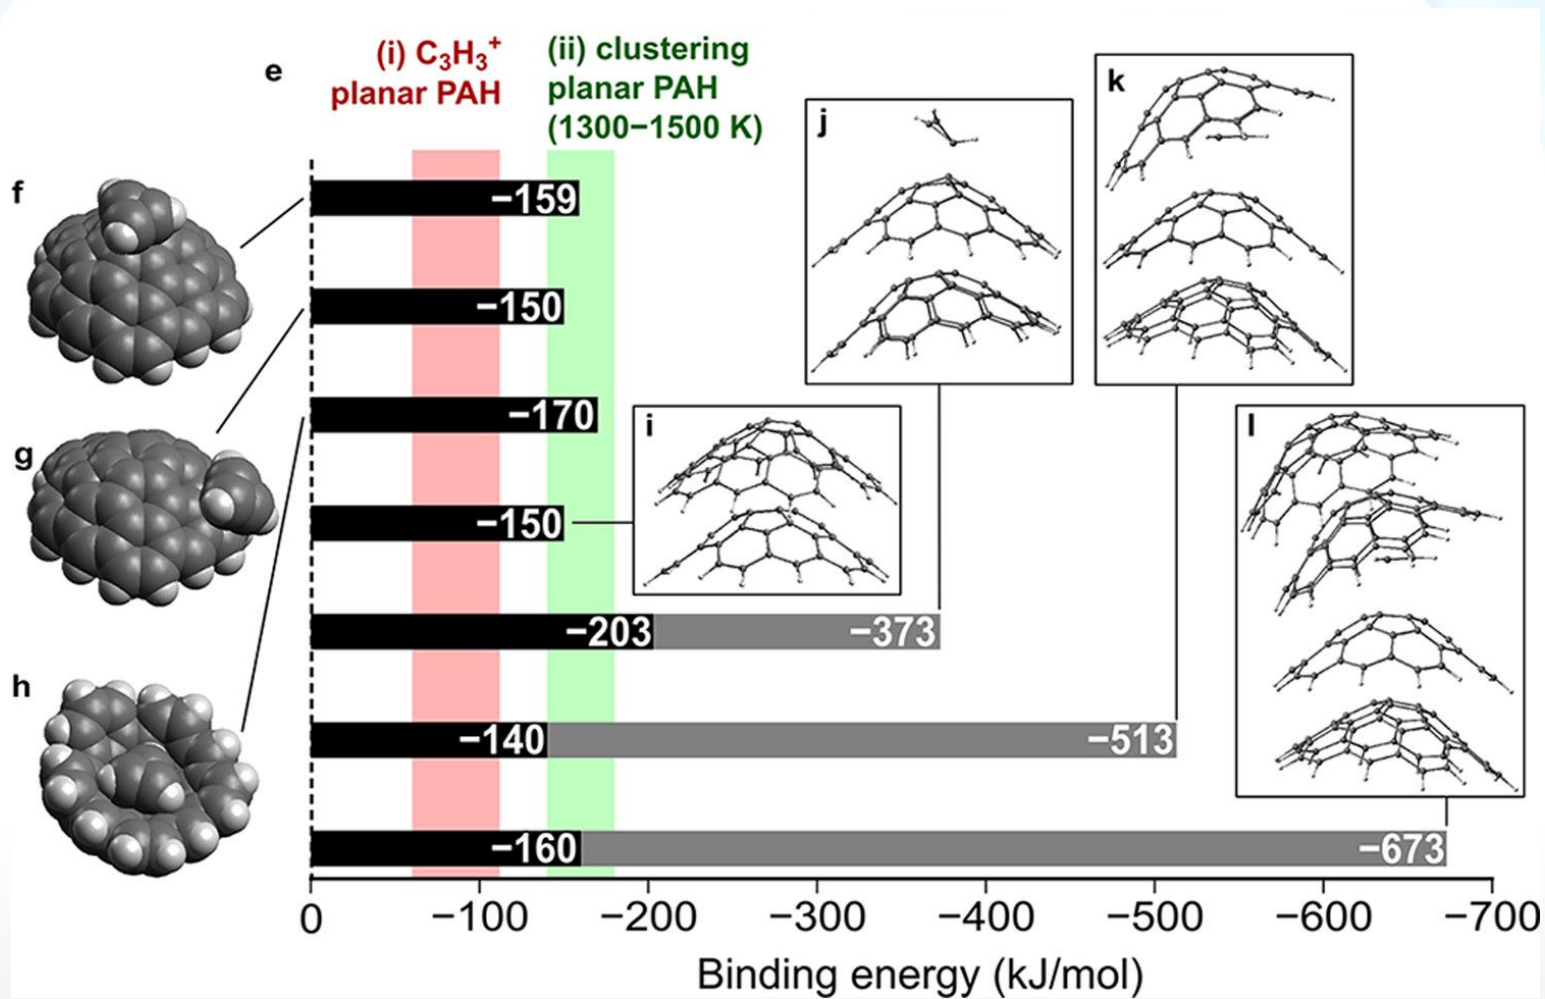 e
(i) C₃H₃⁺
planar PAH
(ii) clustering
planar PAH
(1300−1500 K)
f
g
h
−159
−150
−170
−150
−203
−373
−140
−513
−160
−673
i
j
k
l
0
−100
−200
−300
−400
−500
−600
−700
Binding energy (kJ/mol)